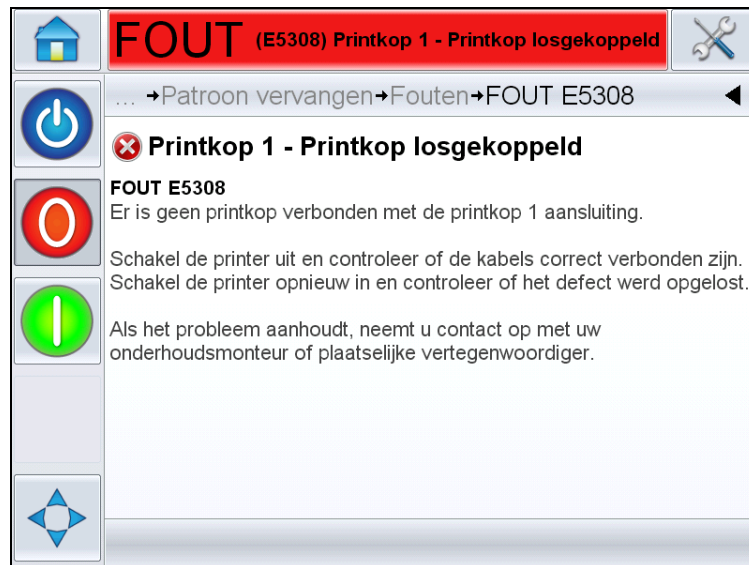 FOUT (E5308) Printkop 1 - Printkop losgekoppeld
... →Patroon vervangen→Fouten→FOUT E5308
Printkop 1 - Printkop losgekoppeld
FOUT E5308
Er is geen printkop verbonden met de printkop 1 aansluiting.
Schakel de printer uit en controleer of de kabels correct verbonden zijn.
Schakel de printer opnieuw in en controleer of het defect werd opgelost.
Als het probleem aanhoudt, neemt u contact op met uw
onderhoudsmonteur of plaatselijke vertegenwoordiger.